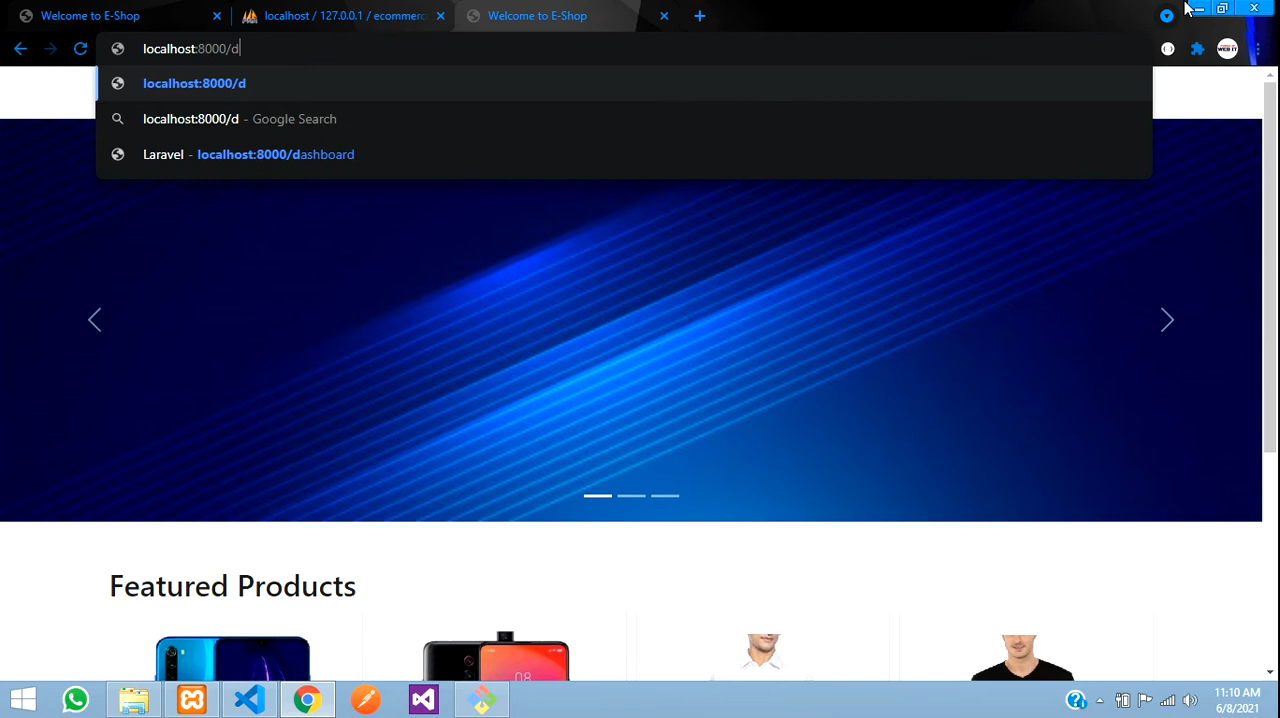 Welcome to E-Shop
localhost / 127.0.0.1 / ecommerc
Welcome to E-Shop
localhost:8000/d
localhost:8000/d
localhost:8000/d - Google Search
Laravel - localhost:8000/dashboard
Featured Products
11:10 AM
6/8/2021